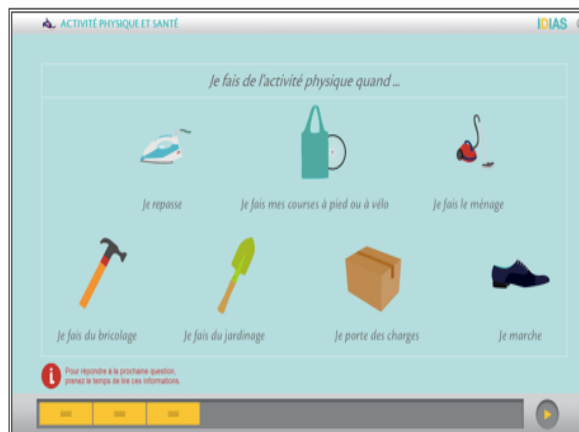 ACTIVITÉ PHYSIQUE ET SANTÉ
IDIAS
Je fais de l'activité physique quand ...
Je repasse
Je fais mes courses à pied ou à vélo
Je fais le ménage
Je fais du bricolage
Je fais du jardinage
Je porte des charges
Je marche
Pour répondre à la prochaine question,
prenez le temps de lire ces informations.